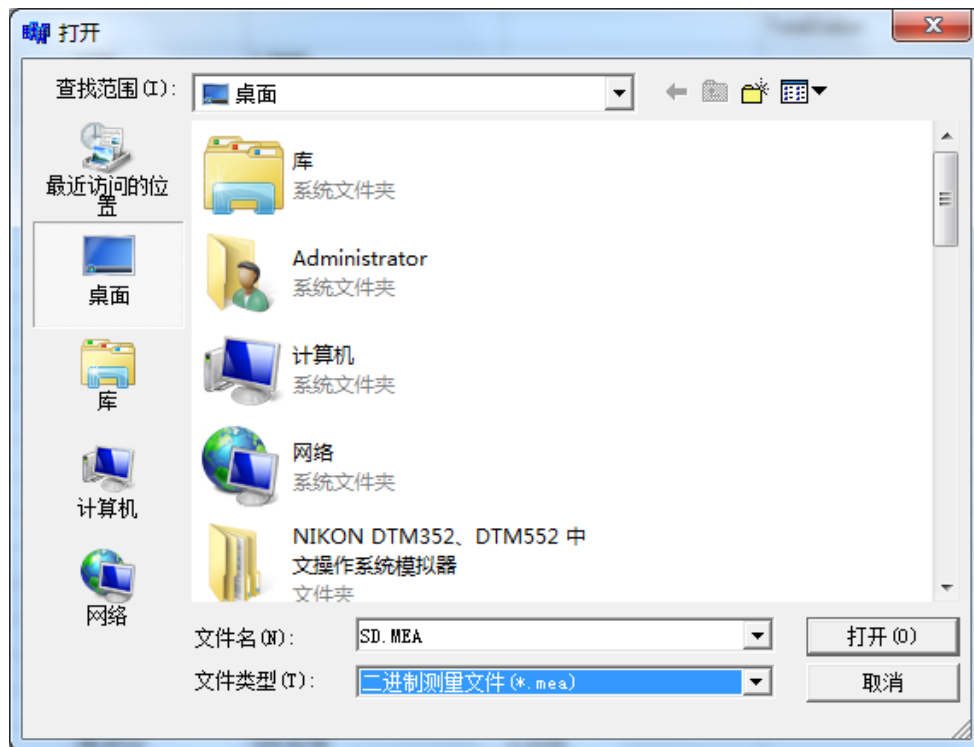 打开
查找范围(I):
桌面
最近访问的位
置
桌面
库
计算机
网络
库
系统文件夹
Administrator
系统文件夹
计算机
系统文件夹
网络
系统文件夹
NIKON DTM352、DTM552 中
文操作系统模拟器
文件夹
文件名(N):
SD.MEA
打开(O)
文件类型(T):
二进制测量文件(*.mea)
取消